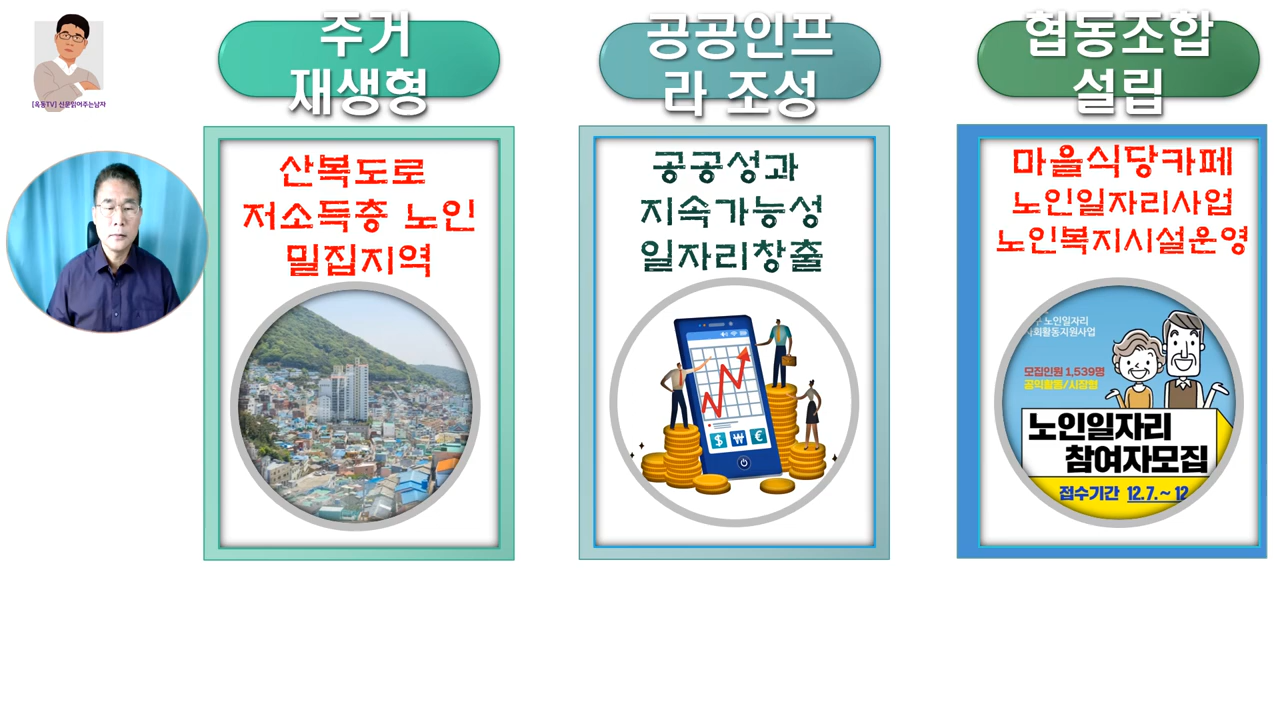 [옥동TV] 신문읽어주는남자
주거
재생형
산복도로
저소득층 노인
밀집지역
공공인프
라 조성
공공성과
지속가능성
일자리창출
협동조합
설립
마을식당카페
노인일자리사업
노인복지시설운영
노인일자리
사회활동지원사업
모집인원 1,539명
공익활동/시장형
노인일자리
참여자모집
접수기간 12.7.~ 12